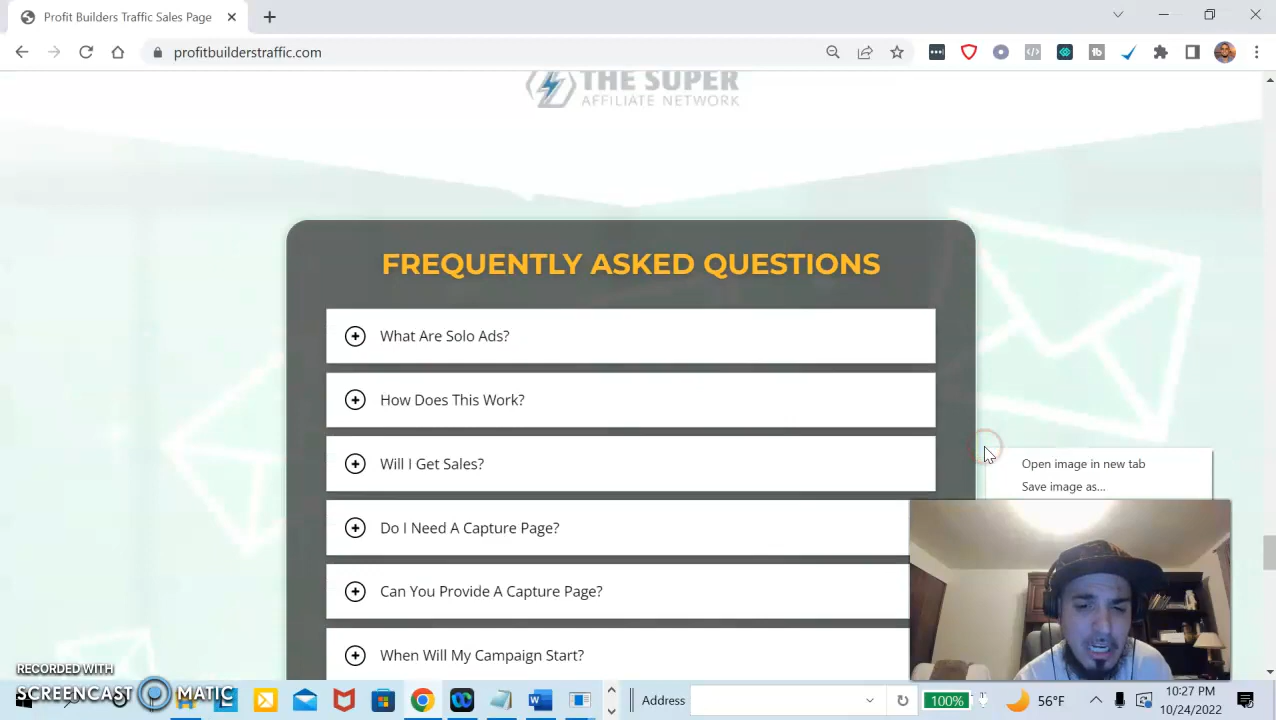 Profit Builders Traffic Sales Page
profitbuilderstraffic.com
THE SUPER
AFFILIATE NETWORK
FREQUENTLY ASKED QUESTIONS
What Are Solo Ads?
How Does This Work?
Will I Get Sales?
Open image in new tab
Save image as...
Do I Need A Capture Page?
Can You Provide A Capture Page?
When Will My Campaign Start?
RECORDED WITH
SCREENCAST MATIC
Address
100%
56°F
10:27 PM
10/24/2022